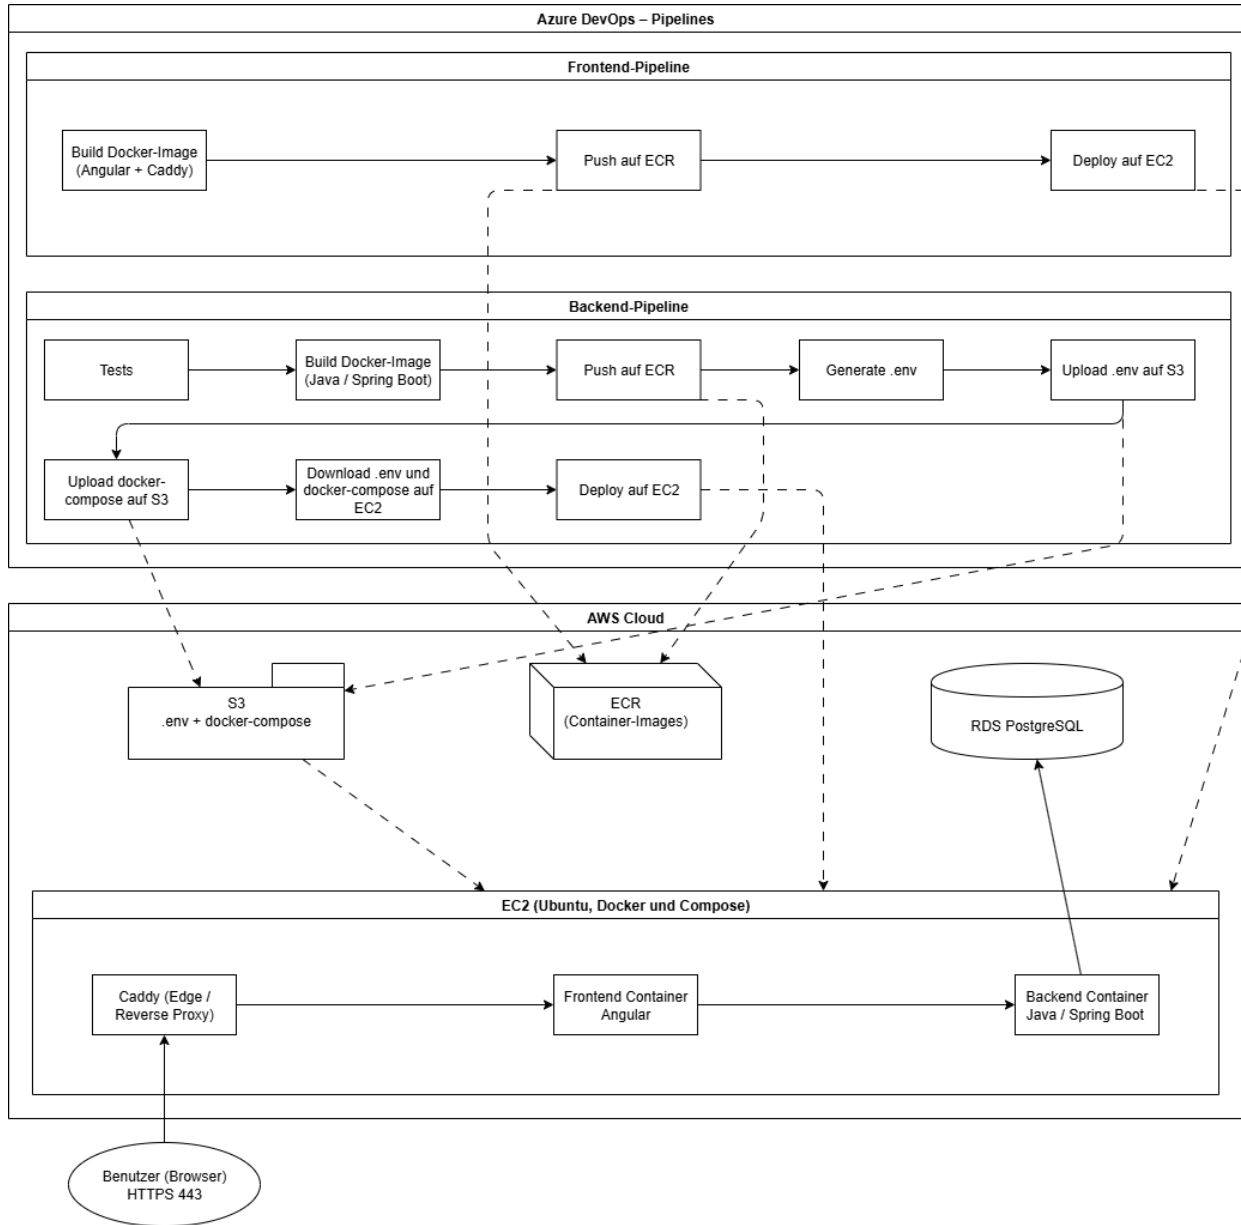 Azure DevOps – Pipelines
Frontend-Pipeline
Build Docker-Image
(Angular + Caddy)
Push auf ECR
Deploy auf EC2
Backend-Pipeline
Tests
Build Docker-Image
(Java / Spring Boot)
Push auf ECR
Generate .env
Upload .env auf S3
Upload docker-
compose auf S3
Download .env und
docker-compose auf
EC2
Deploy auf EC2
AWS Cloud
S3
.env + docker-compose
ECR
(Container-Images)
RDS PostgreSQL
EC2 (Ubuntu, Docker und Compose)
Caddy (Edge /
Reverse Proxy)
Frontend Container
Angular
Backend Container
Java / Spring Boot
Benutzer (Browser)
HTTPS 443